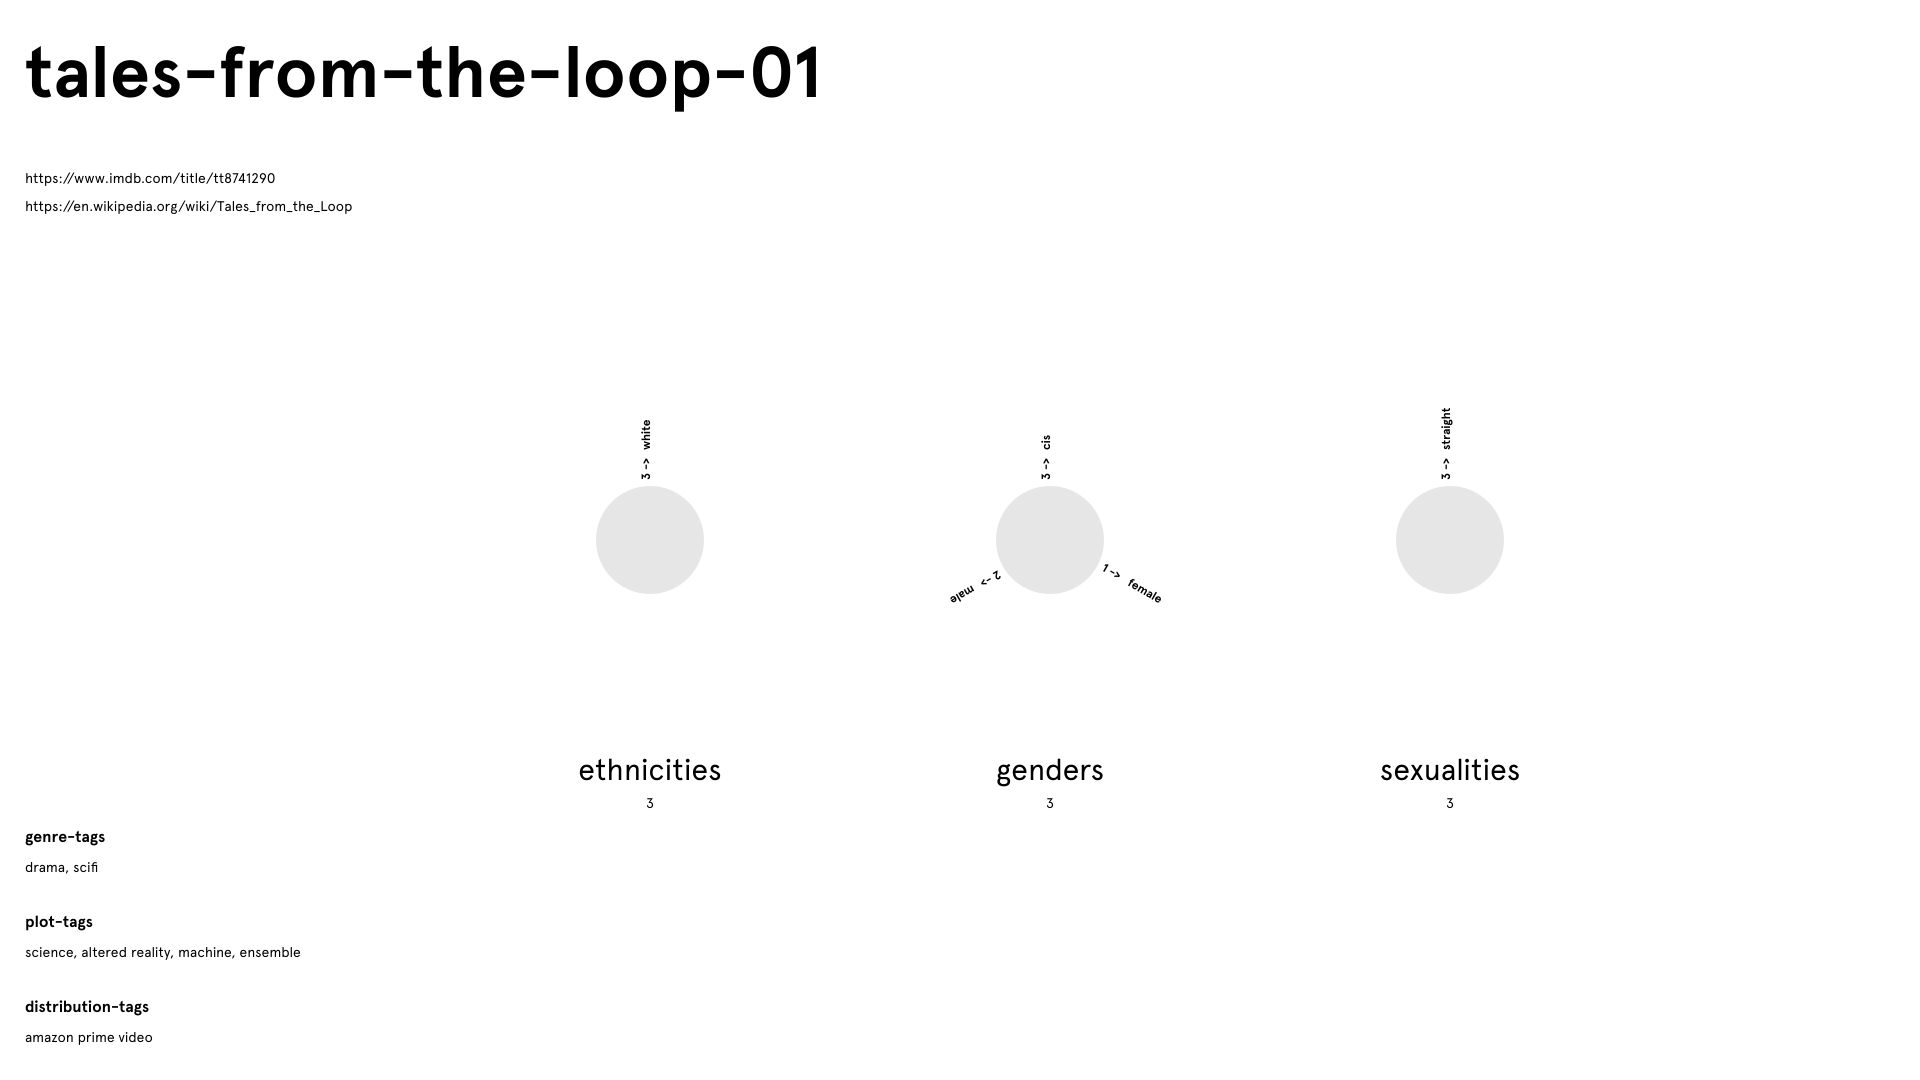 tales-from-the-loop-01
https://www.imdb.com/title/tt8741290
https://en.wikipedia.org/wiki/Tales_from_the_Loop
3 -> white
3 -> cis
1 -> female
2 -> male
3 -> straight
ethnicities
3
genders
3
sexualities
3
genre-tags
drama, scifi
plot-tags
science, altered reality, machine, ensemble
distribution-tags
amazon prime video